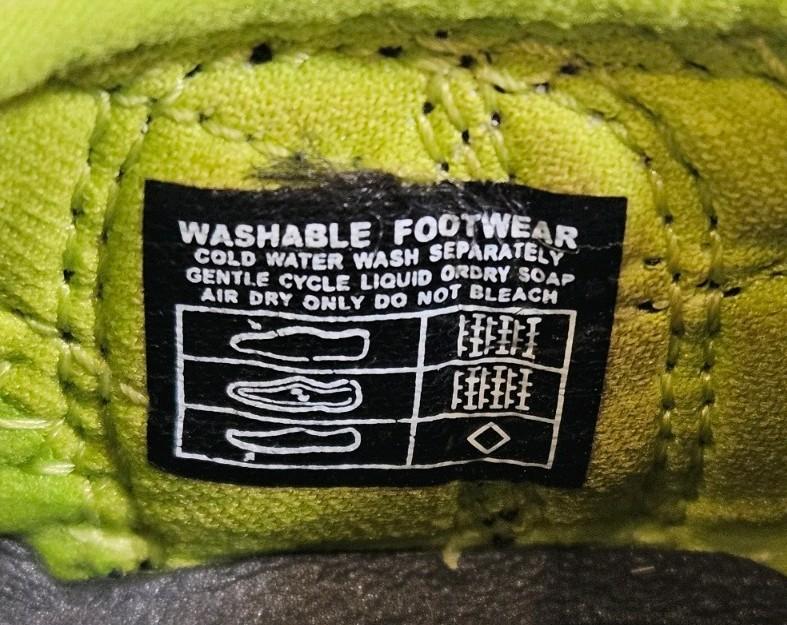 WASHABLE FOOTWEAR
COLD WATER WASH SEPARATELY
GENTLE CYCLE LIQUID ORDRY SOAP
AIR DRY ONLY DO NOT BLEACH